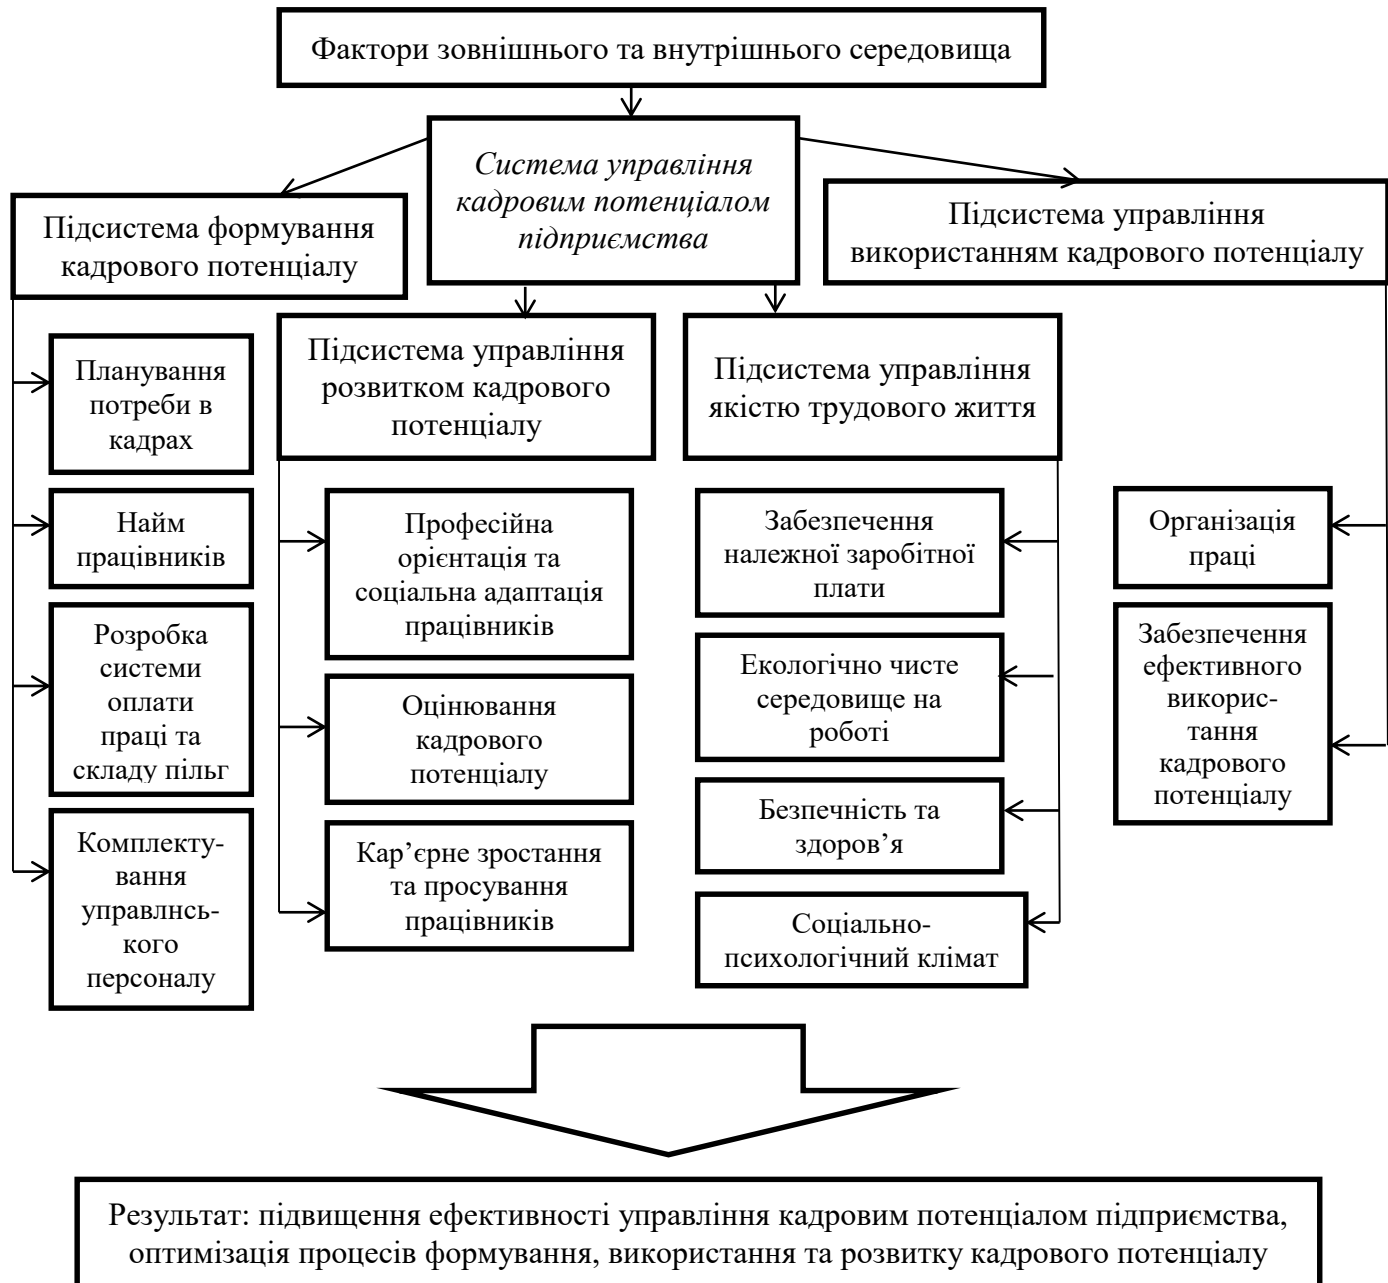 Фактори зовнішнього та внутрішнього середовища
Система управління
кадровим потенціалом
підприємства
Підсистема формування
кадрового потенціалу
Підсистема управління
використанням кадрового потенціалу
Підсистема управління
розвитком кадрового
потенціалу
Підсистема управління
якістю трудового життя
Планування
потреби в
кадрах
Найм
працівників
Розробка
системи
оплати
праці та
складу пільг
Комплекту-
вання
управлнсь-
кого
персоналу
Професійна
орієнтація та
соціальна адаптація
працівників
Оцінювання
кадрового
потенціалу
Кар’єрне зростання
та просування
працівників
Забезпечення
належної заробітної
плати
Екологічно чисте
середовище на
роботі
Безпечність та
здоров’я
Соціально-
психологічний клімат
Організація
праці
Забезпечення
ефективного
викорис-
тання
кадрового
потенціалу
Результат: підвищення ефективності управління кадровим потенціалом підприємства,
оптимізація процесів формування, використання та розвитку кадрового потенціалу